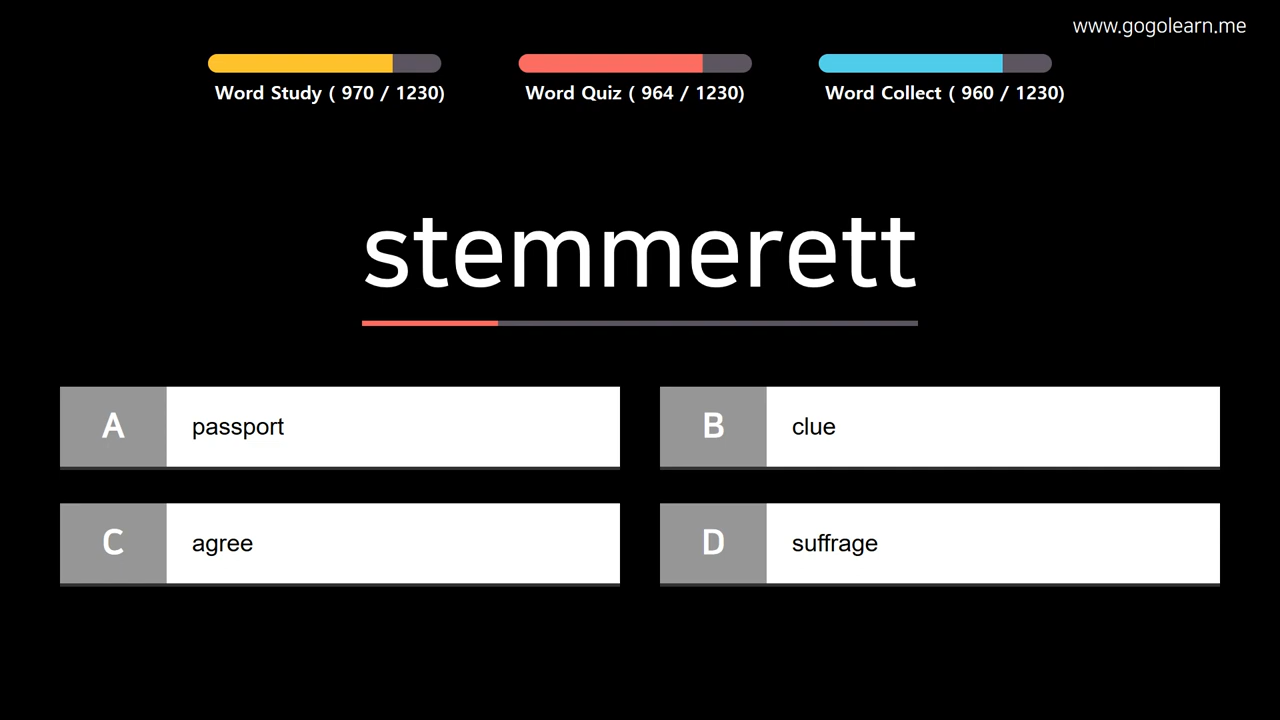 www.gogolearn.me
Word Study ( 970 / 1230)
Word Quiz ( 964 / 1230)
Word Collect ( 960 / 1230)
stemmerett
A passport
B clue
C agree
D suffrage